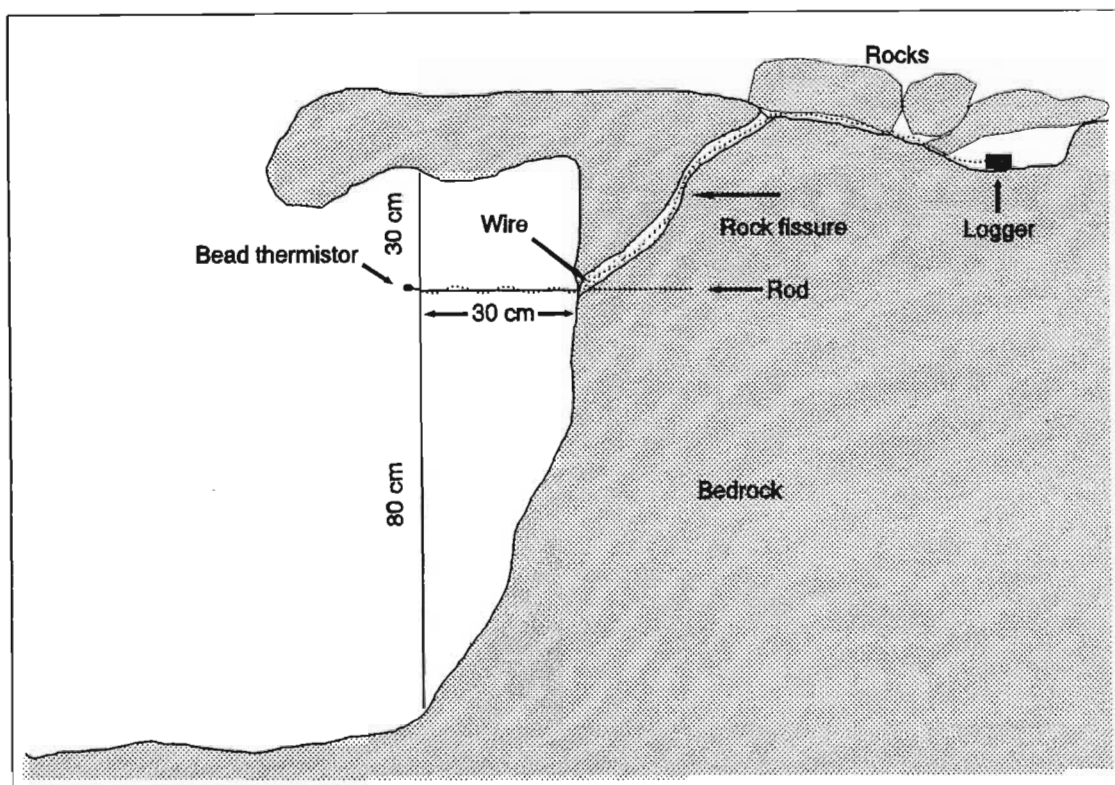 Rocks
30 cm
Wire
Rock fissure
Logger
Bead thermistor
Rod
30 cm
80 cm
Bedrock